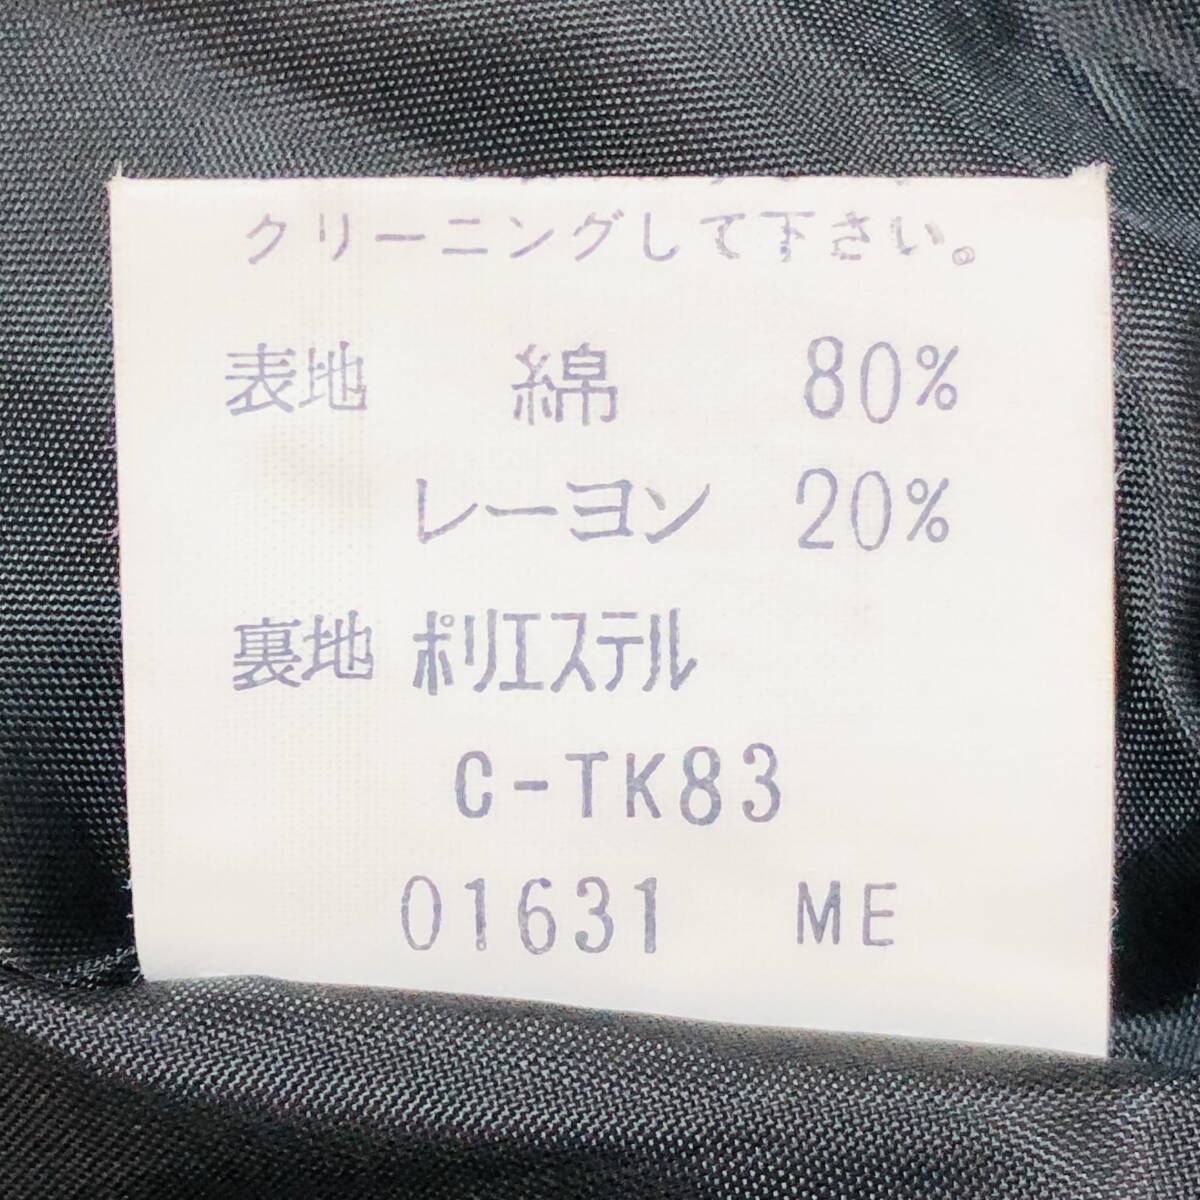 クリーニングして下さい。
表地 綿 80%
レーヨン 20%
裏地 ポリエステル
C-TK83
01631 ME